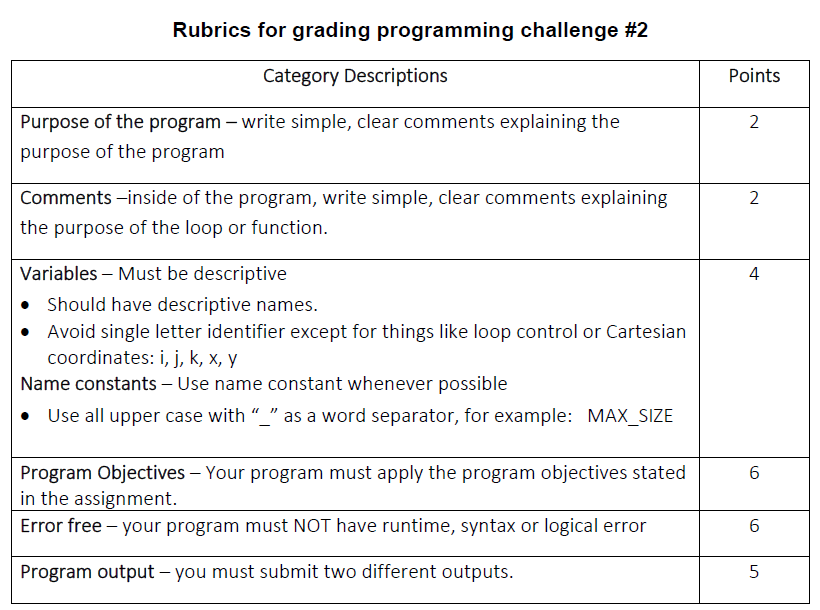 Rubrics for grading programming challenge #2
Category Descriptions Points
Purpose of the program – write simple, clear comments explaining the 2
purpose of the program
Comments –inside of the program, write simple, clear comments explaining 2
the purpose of the loop or function.
Variables – Must be descriptive 4
• Should have descriptive names.
• Avoid single letter identifier except for things like loop control or Cartesian
coordinates: i, j, k, x, y
Name constants – Use name constant whenever possible
• Use all upper case with “_” as a word separator, for example: MAX_SIZE
Program Objectives – Your program must apply the program objectives stated 6
in the assignment.
Error free – your program must NOT have runtime, syntax or logical error 6
Program output – you must submit two different outputs. 5